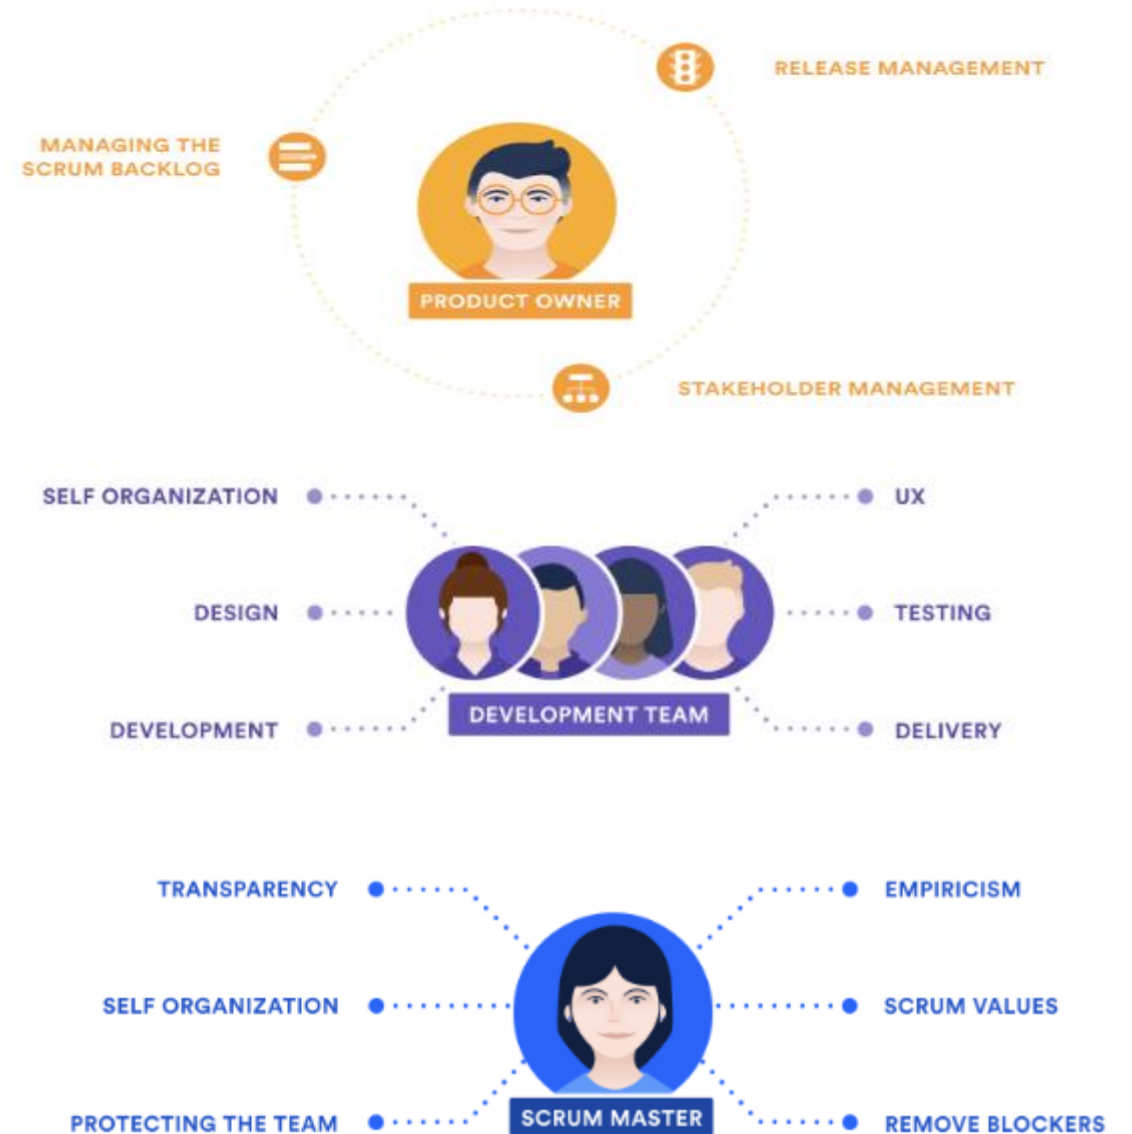 RELEASE MANAGEMENT
MANAGING THE
SCRUM BACKLOG
PRODUCT OWNER
STAKEHOLDER MANAGEMENT
SELF ORGANIZATION
UX
DESIGN
TESTING
DEVELOPMENT TEAM
DEVELOPMENT
DELIVERY
TRANSPARENCY
EMPIRICISM
SELF ORGANIZATION
SCRUM VALUES
PROTECTING THE TEAM
SCRUM MASTER
REMOVE BLOCKERS